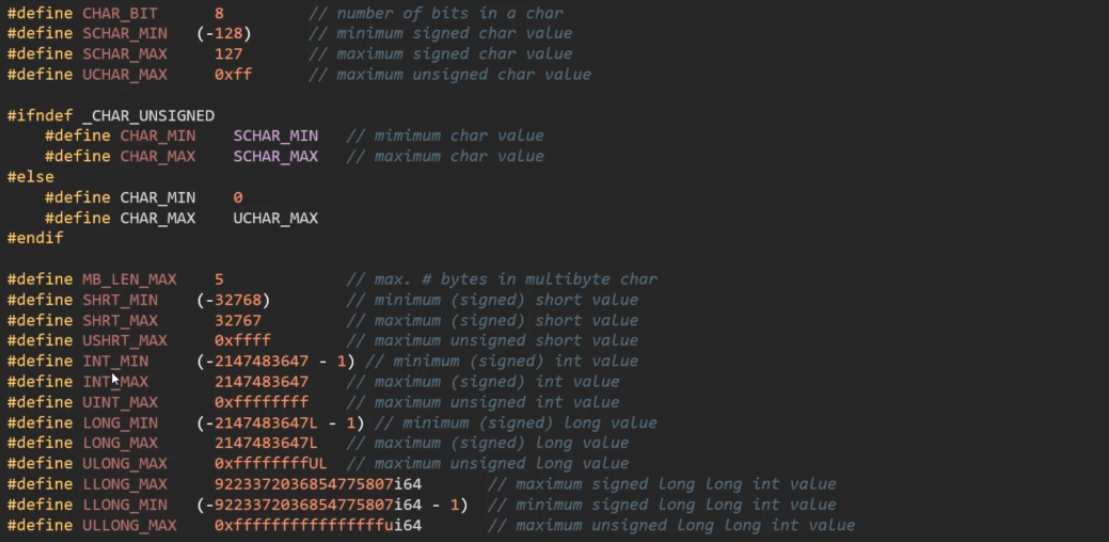 #define CHAR_BIT      8         // number of bits in a char
#define SCHAR_MIN   (-128)      // minimum signed char value
#define SCHAR_MAX     127       // maximum signed char value
#define UCHAR_MAX     0xff      // maximum unsigned char value
#ifndef _CHAR_UNSIGNED
    #define CHAR_MIN    SCHAR_MIN   // mimimum char value
    #define CHAR_MAX    SCHAR_MAX   // maximum char value
#else
    #define CHAR_MIN    0
    #define CHAR_MAX    UCHAR_MAX
#endif
#define MB_LEN_MAX    5             // max. # bytes in multibyte char
#define SHRT_MIN    (-32768)        // minimum (signed) short value
#define SHRT_MAX      32767         // maximum (signed) short value
#define USHRT_MAX     0xffff        // maximum unsigned short value
#define INT_MIN     (-2147483647 - 1) // minimum (signed) int value
#define INT_MAX       2147483647    // maximum (signed) int value
#define UINT_MAX      0xffffffff    // maximum unsigned int value
#define LONG_MIN    (-2147483647L - 1) // minimum (signed) long value
#define LONG_MAX      2147483647L   // maximum (signed) long value
#define ULONG_MAX     0xffffffffUL  // maximum unsigned long value
#define LLONG_MAX     9223372036854775807i64       // maximum signed long long int value
#define LLONG_MIN   (-9223372036854775807i64 - 1)  // minimum signed long long int value
#define ULLONG_MAX    0xffffffffffffffffui64       // maximum unsigned long long int value